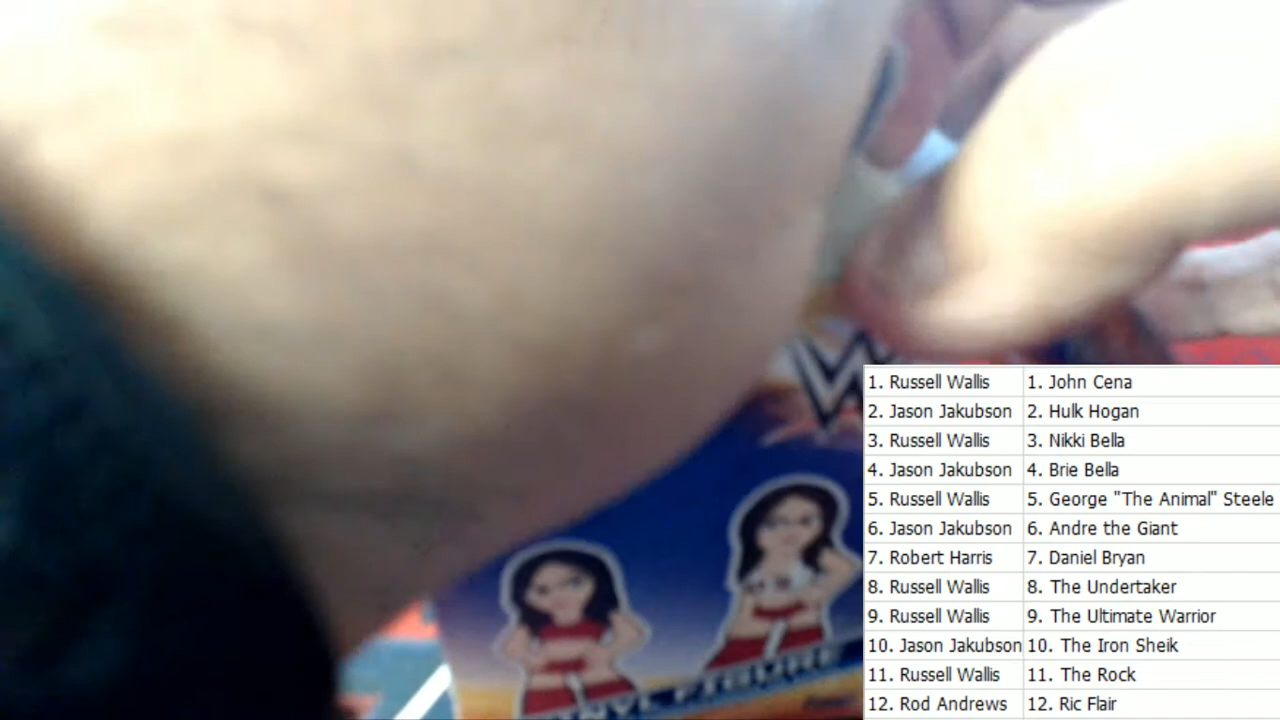 W
1. Russell Wallis 1. John Cena
2. Jason Jakubson 2. Hulk Hogan
3. Russell Wallis 3. Nikki Bella
4. Jason Jakubson 4. Brie Bella
5. Russell Wallis 5. George "The Animal" Steele
6. Jason Jakubson 6. Andre the Giant
7. Robert Harris 7. Daniel Bryan
8. Russell Wallis 8. The Undertaker
9. Russell Wallis 9. The Ultimate Warrior
10. Jason Jakubson 10. The Iron Sheik
11. Russell Wallis 11. The Rock
12. Rod Andrews 12. Ric Flair
VINYL FIGURE